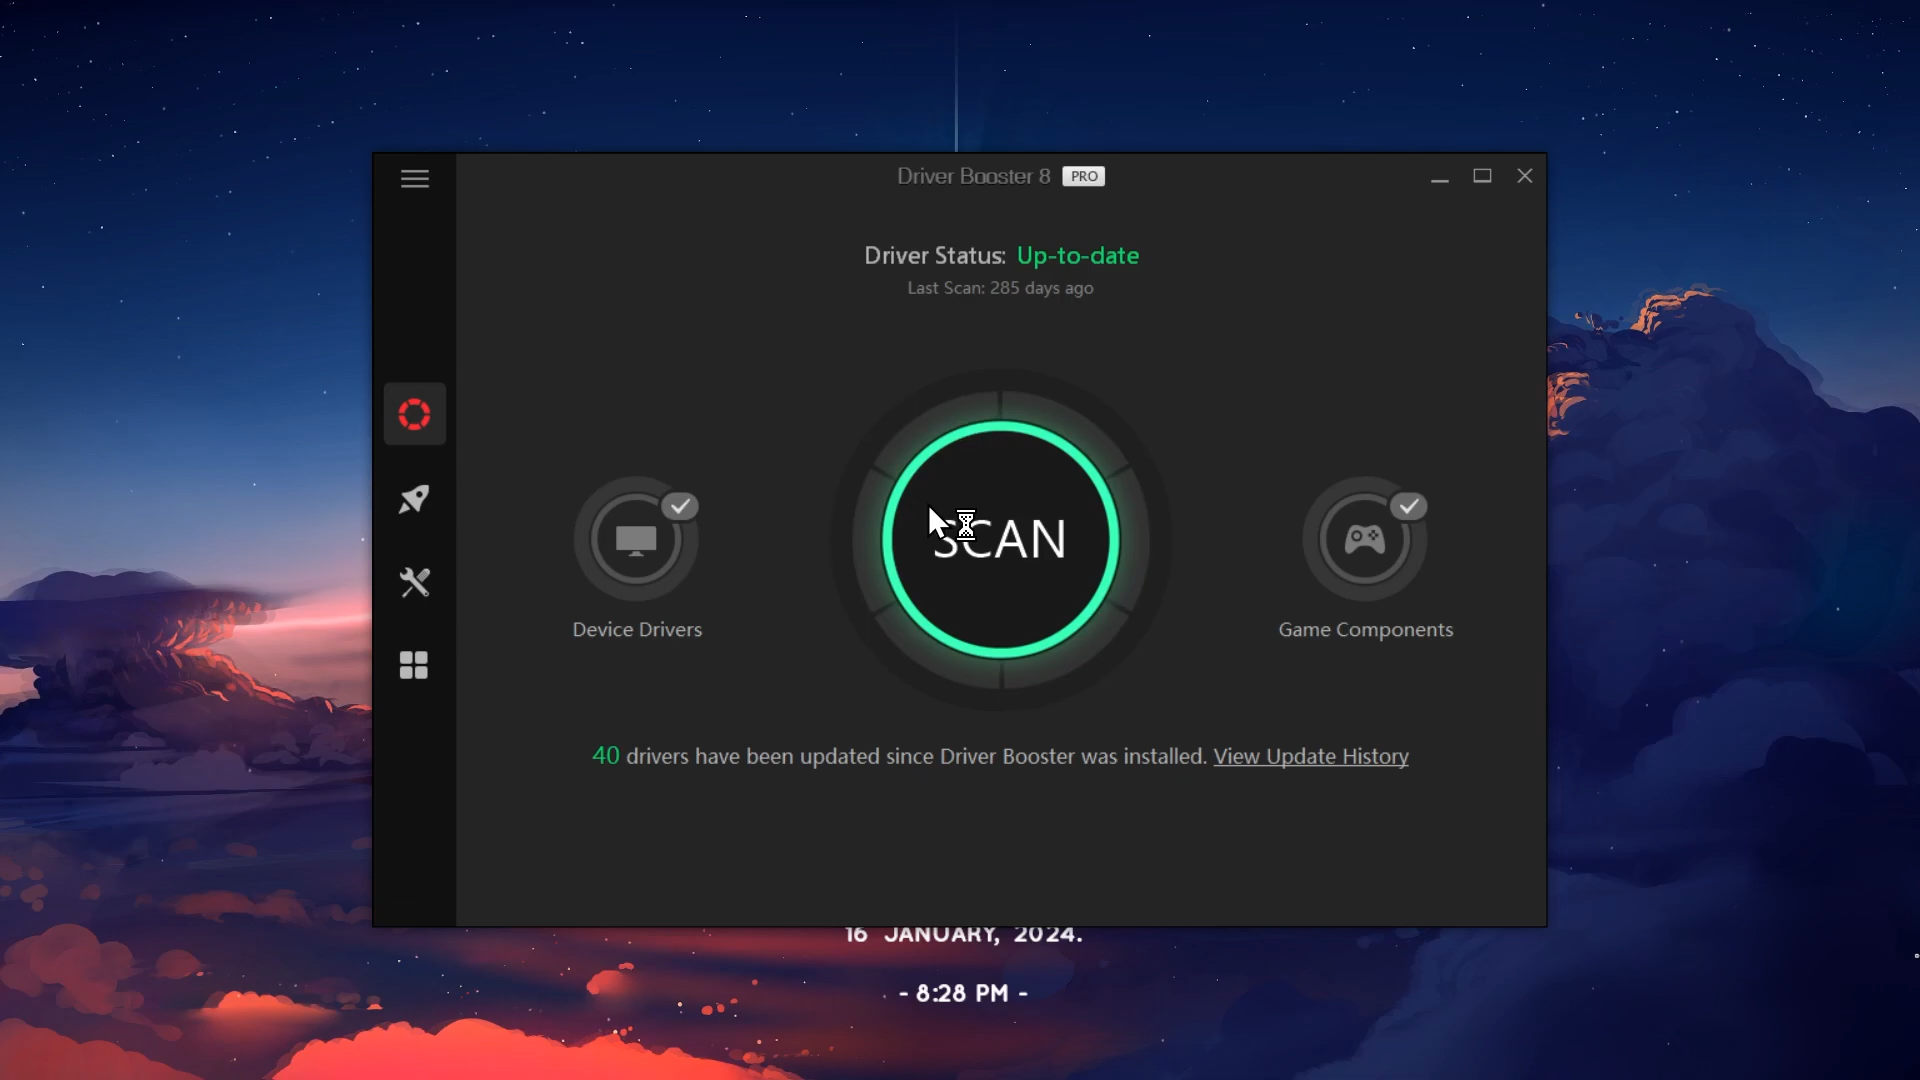 Driver Booster 8 PRO
Driver Status: Up-to-date
Last Scan: 285 days ago
SCAN
Device Drivers
Game Components
40 drivers have been updated since Driver Booster was installed. View Update History
16 JANUARY, 2024.
- 8:28 PM -